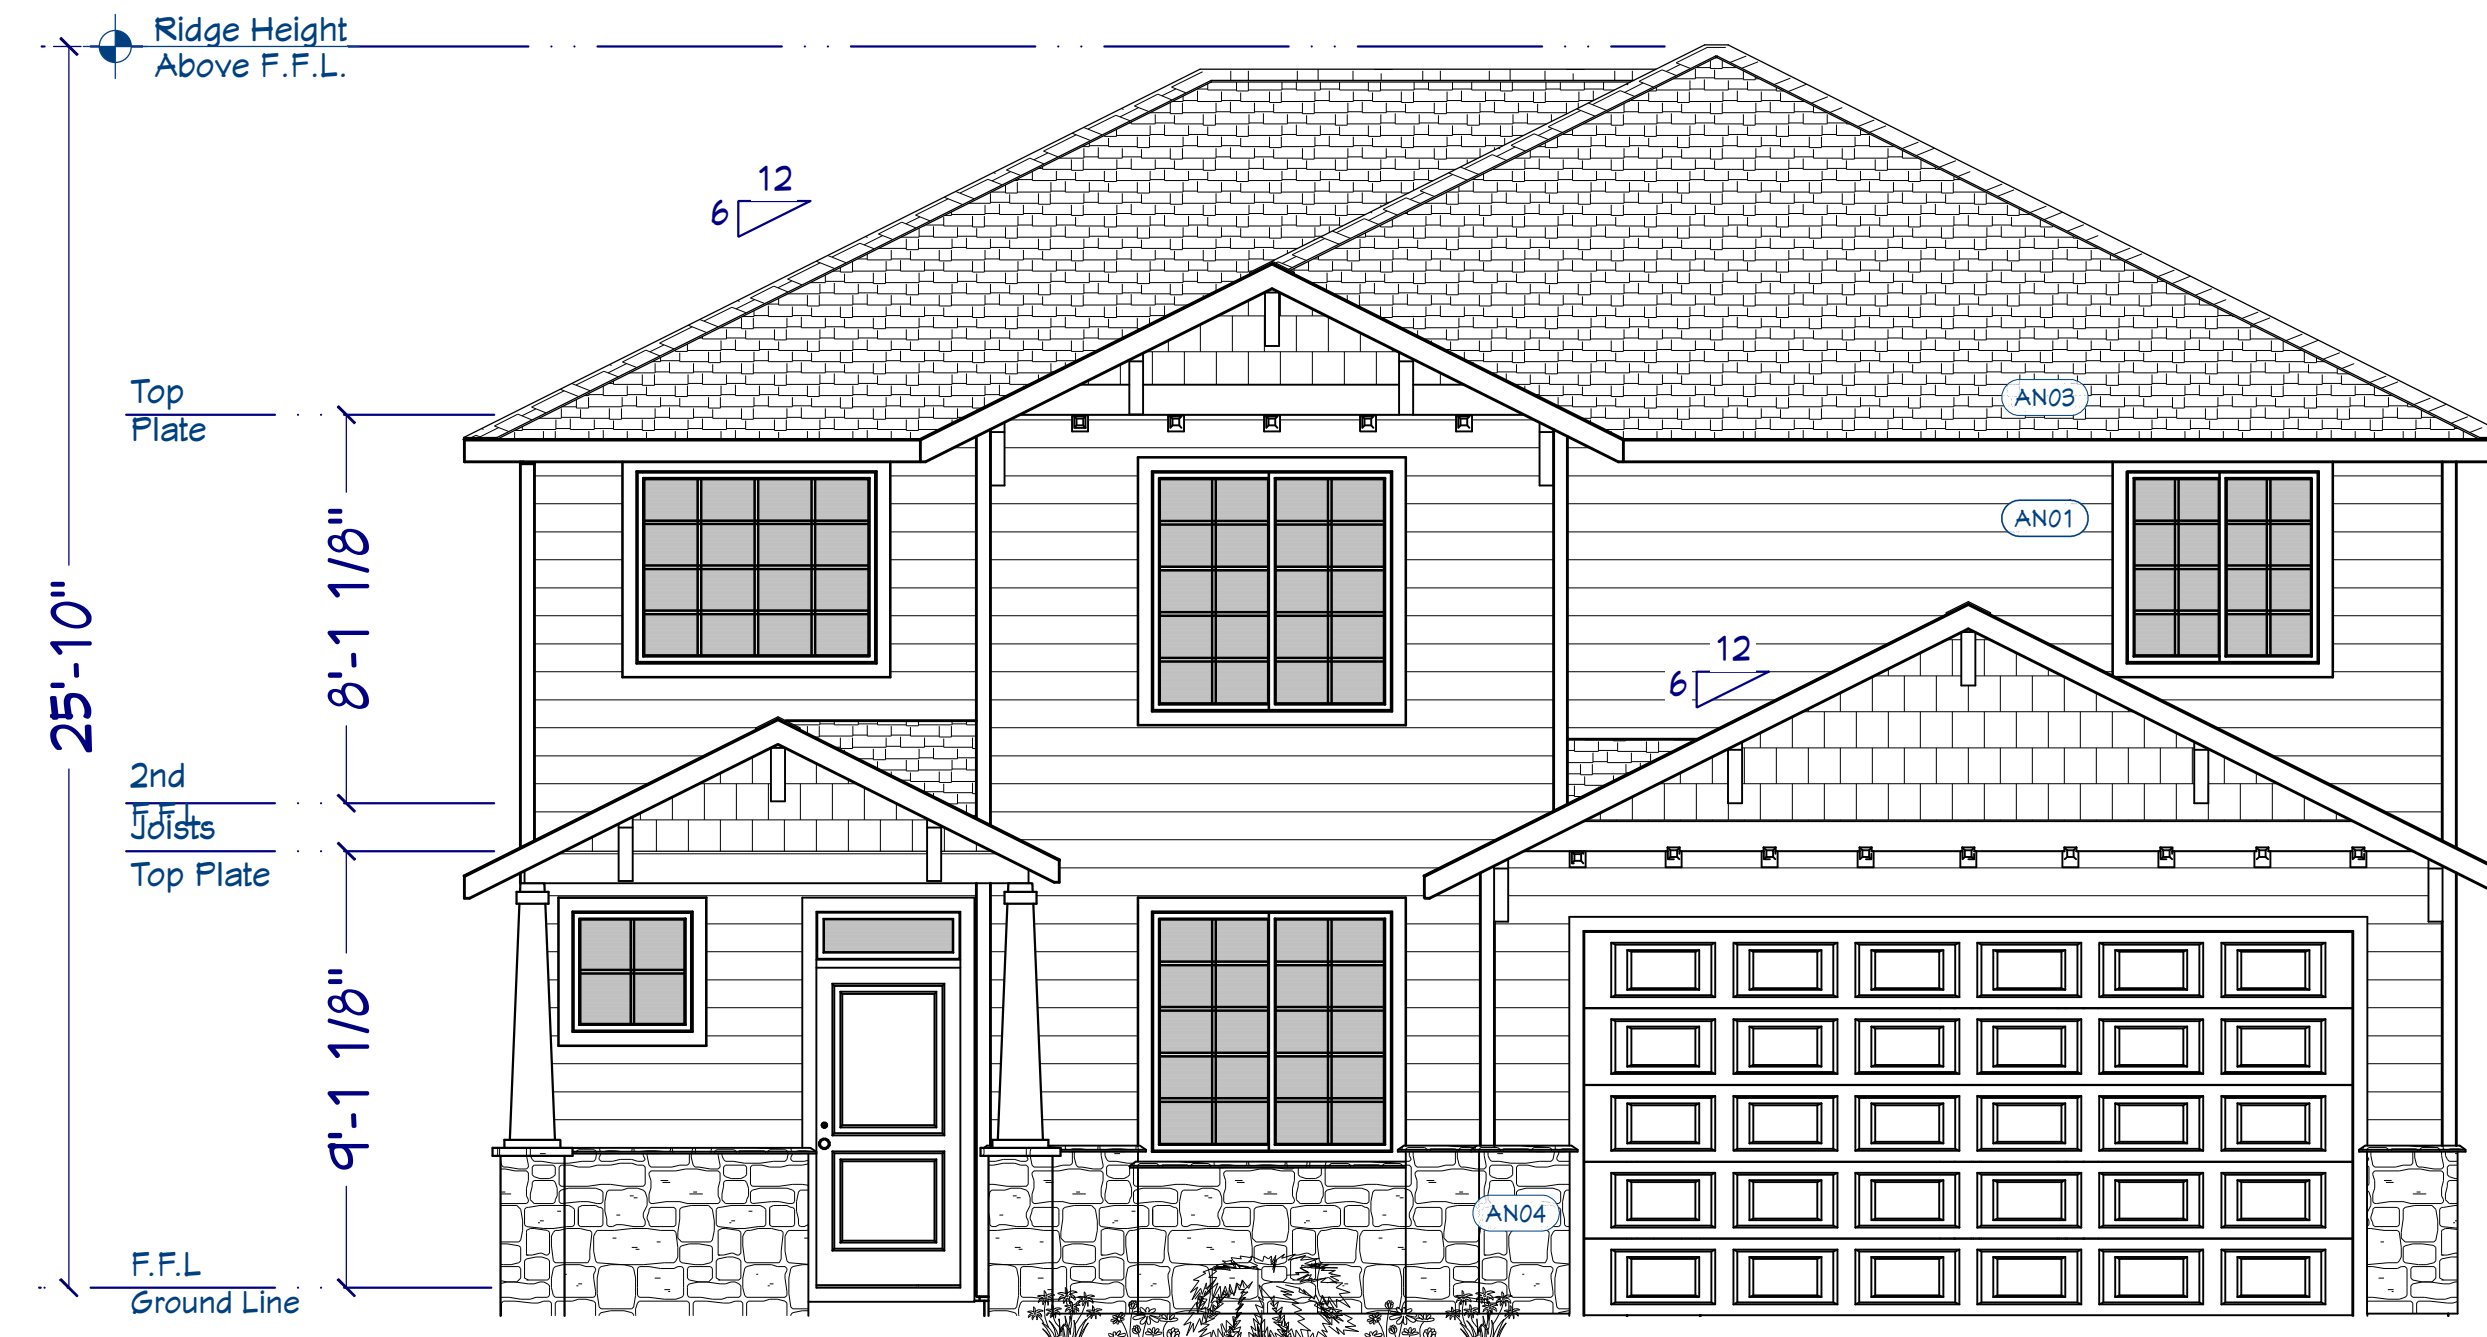 Ridge Height
Above F.F.L.
12
6
Top
Plate
AN03
8'-1 1/8"
AN01
25'-10"
12
6
2nd
F.F.L.
Joists
Top Plate
9'-1 1/8"
AN04
F.F.L
Ground Line